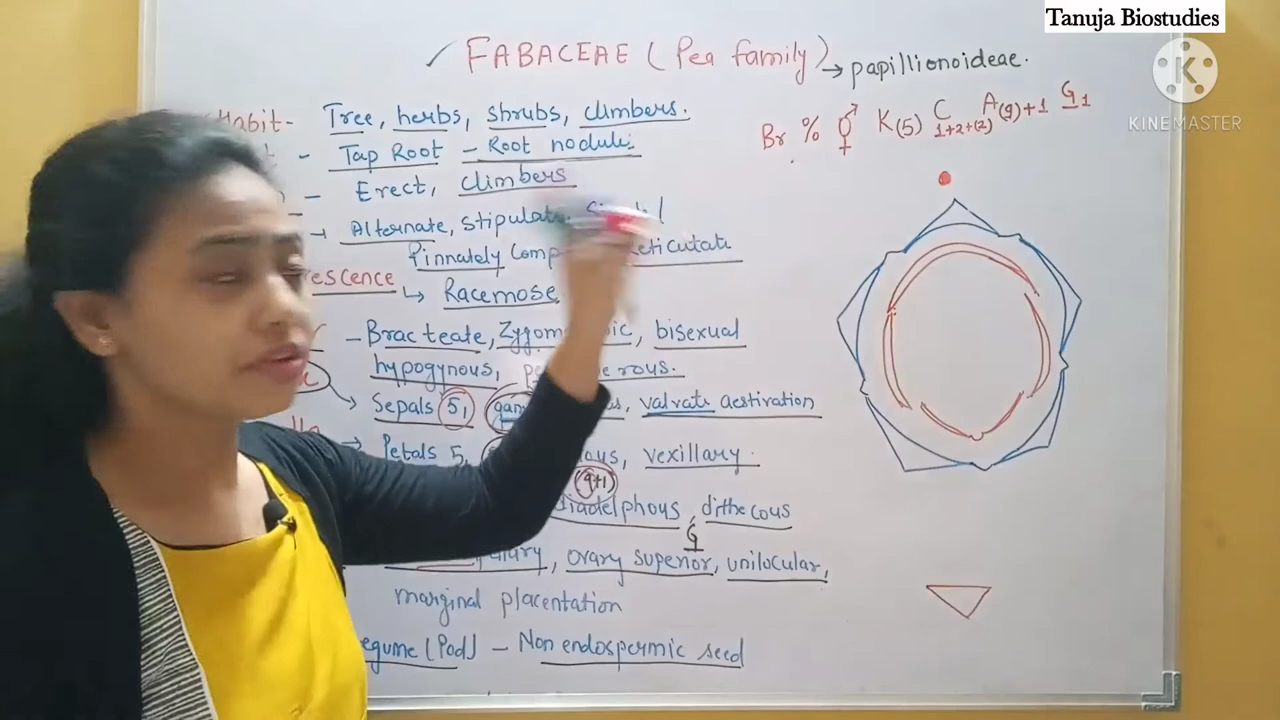 Tanuja Biostudies
KINEMASTER
✓ FABACEAE (Pea family) → papillionoideae.
Habit- Tree, herbs, shrubs, climbers.
Br % ⚥ K(5) C 1+2+(2) A(9)+1 G1
- Tap Root - Root nodule
- Erect, climbers
→ Alternate, stipulate,
Pinnately
rescence
↳ Racemose
- Bracteate, bisexual
hypogynous,
Sepals 5, valvate aestivation
Petals 5, vexillary.
(9+1)
diadelphous, dithecous
G
ovary superior, unilocular,
marginal placentation
egume (Pod) - Non endospermic seed